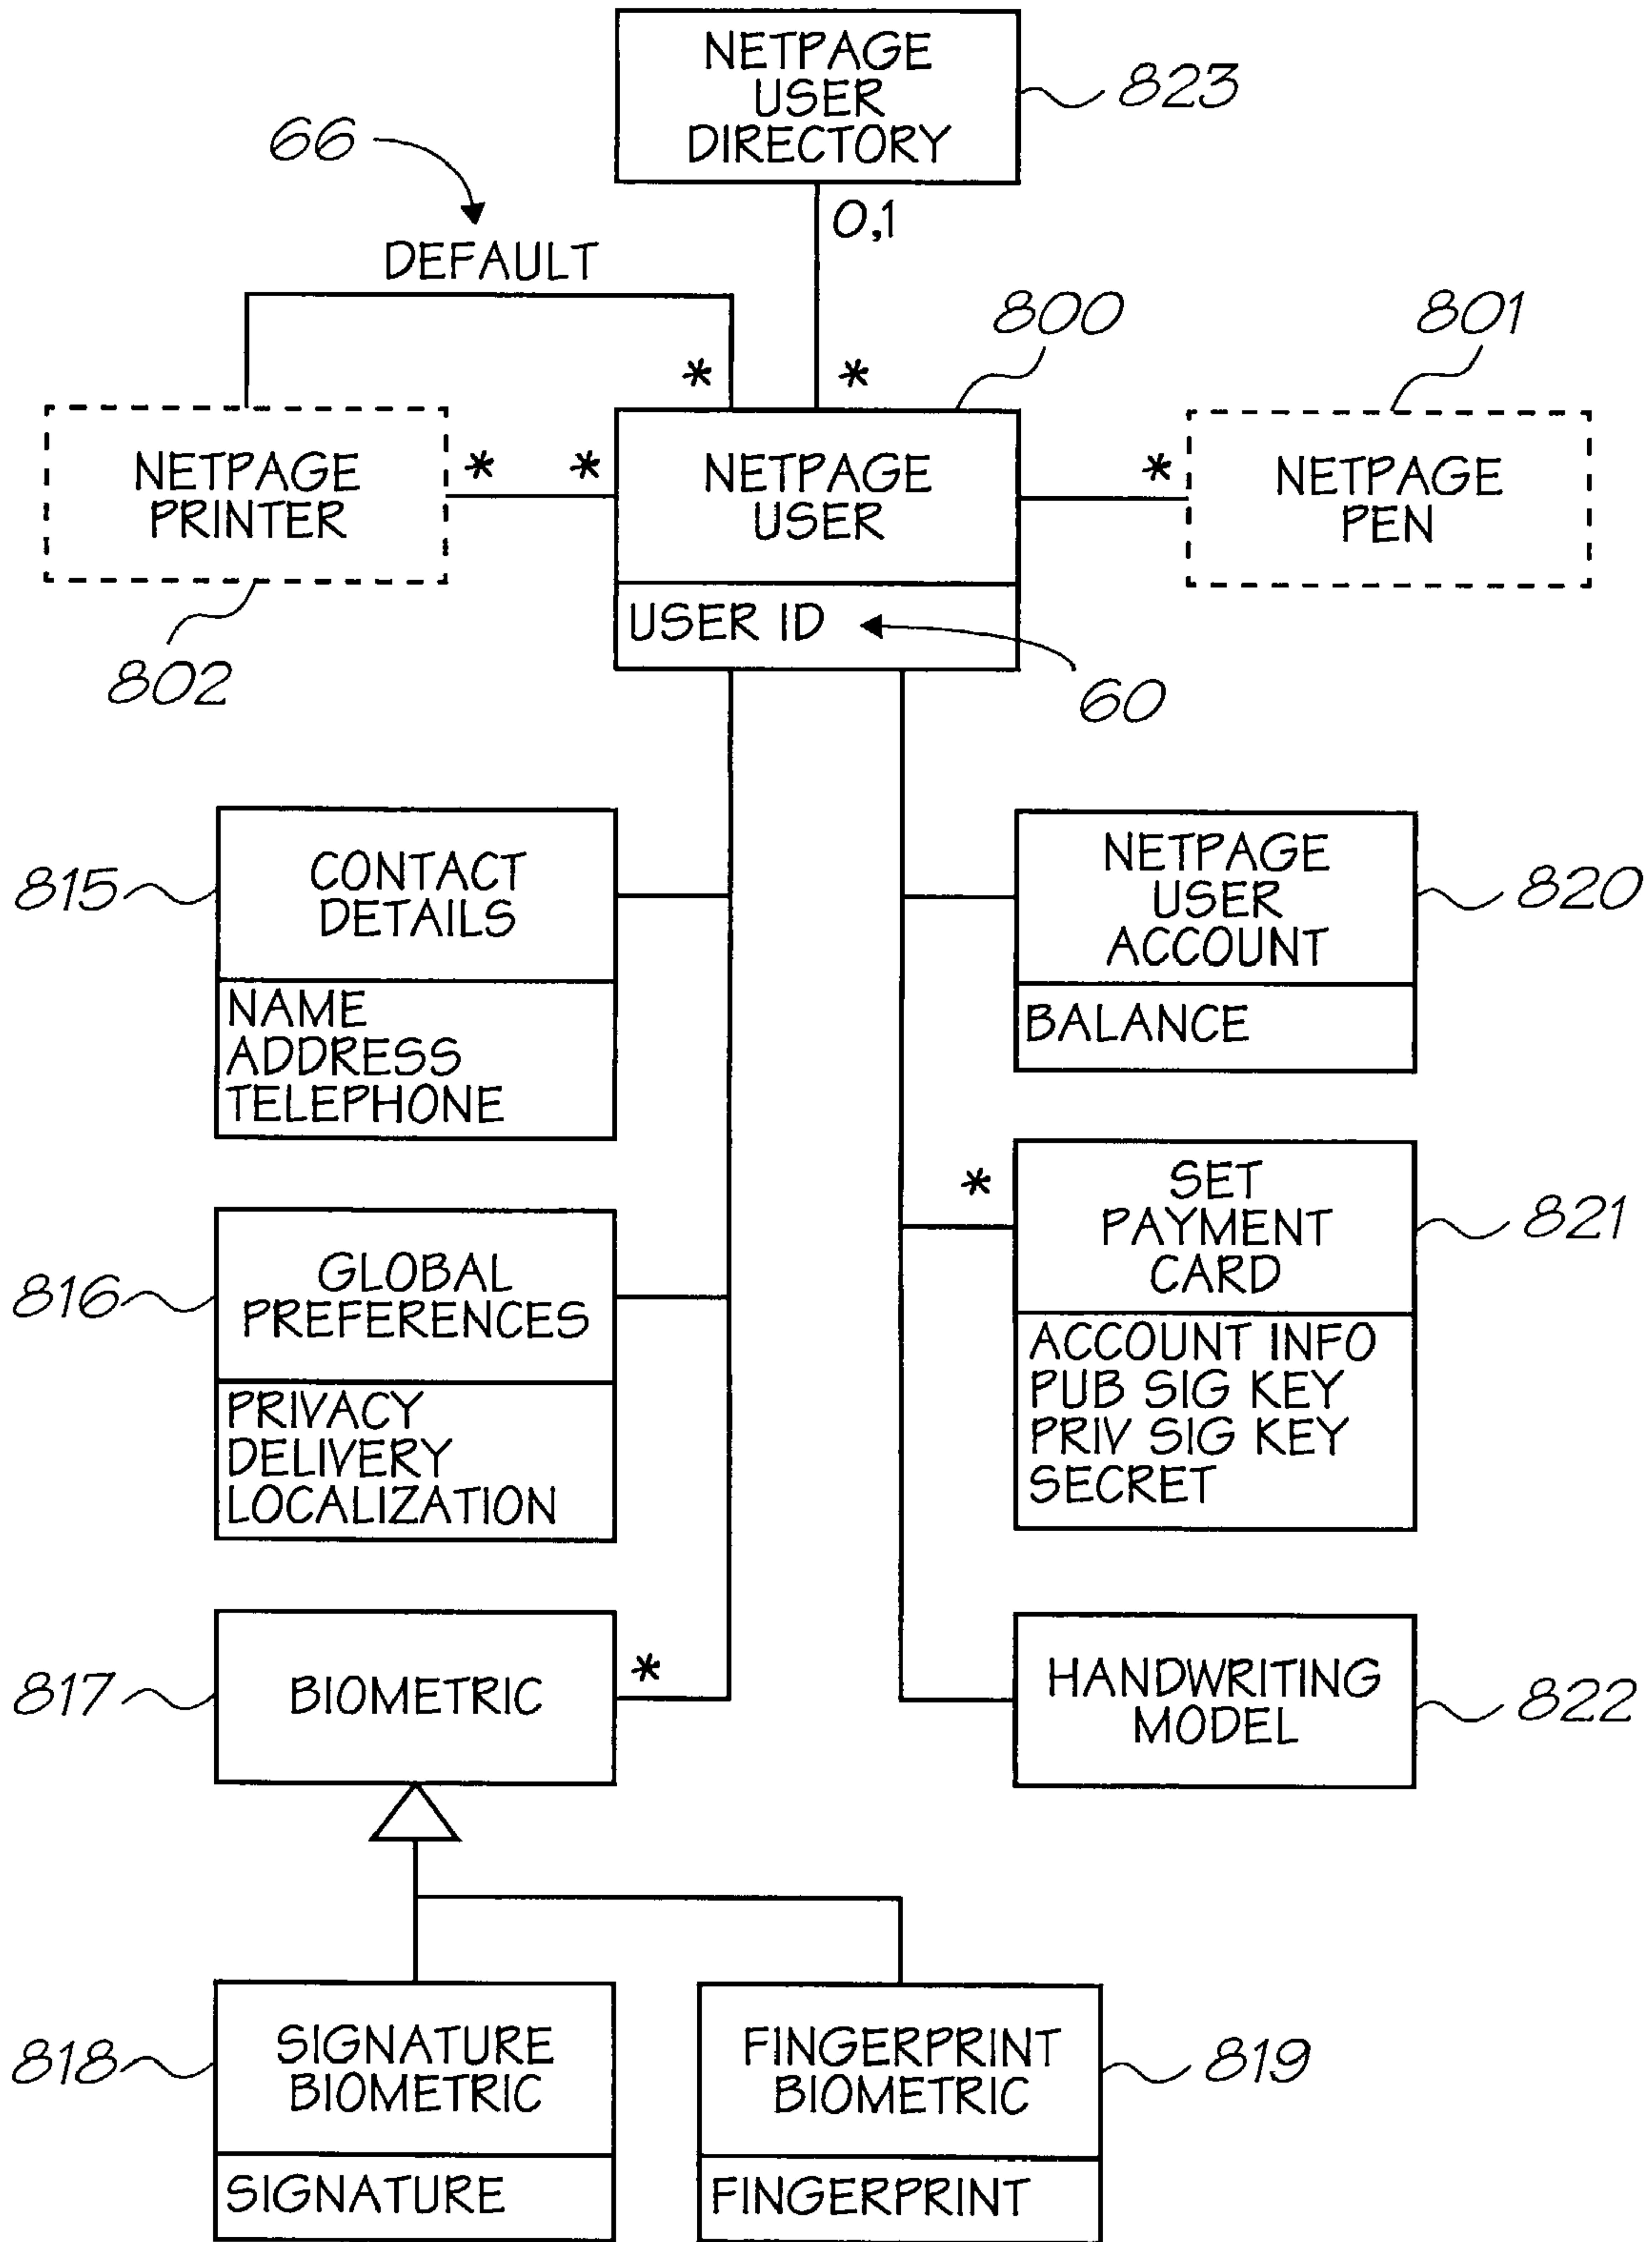 NETPAGE
USER
DIRECTORY
823
66
0,1
DEFAULT
800
801
*
*
NETPAGE
PRINTER
*
*
NETPAGE
USER
*
NETPAGE
PEN
USER ID
802
60
815
CONTACT
DETAILS
NAME
ADDRESS
TELEPHONE
NETPAGE
USER
ACCOUNT
820
BALANCE
816
GLOBAL
PREFERENCES
PRIVACY
DELIVERY
LOCALIZATION
*
SET
PAYMENT
CARD
821
ACCOUNT INFO
PUB SIG KEY
PRIV SIG KEY
SECRET
817
BIOMETRIC
*
HANDWRITING
MODEL
822
818
SIGNATURE
BIOMETRIC
SIGNATURE
FINGERPRINT
BIOMETRIC
819
FINGERPRINT